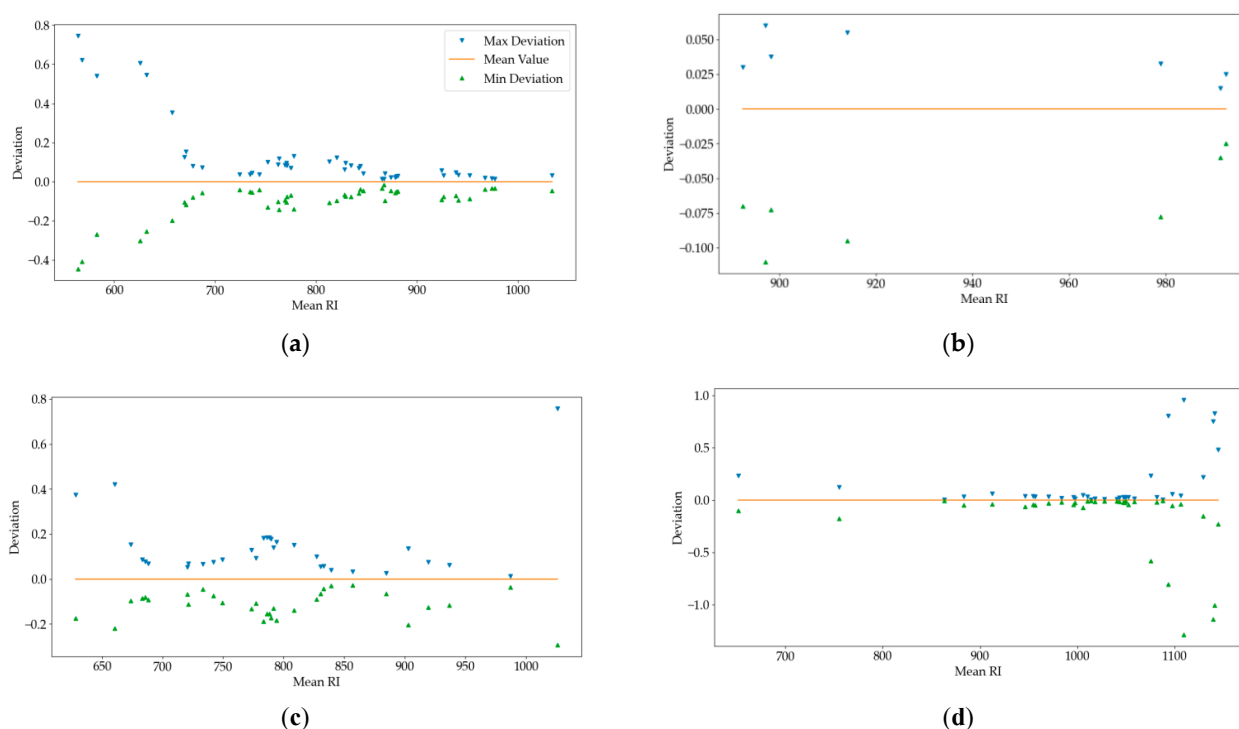 0.8
0.6
0.4
0.2
0.0
−0.2
−0.4
Deviation
Max Deviation
Mean Value
Min Deviation
600 700 800 900 1000
Mean RI
(a)
0.050
0.025
0.000
−0.025
−0.050
−0.075
−0.100
Deviation
900 920 940 960 980
Mean RI
(b)
0.8
0.6
0.4
0.2
0.0
−0.2
Deviation
650 700 750 800 850 900 950 1000
Mean RI
(c)
1.0
0.5
0.0
−0.5
−1.0
Deviation
700 800 900 1000 1100
Mean RI
(d)